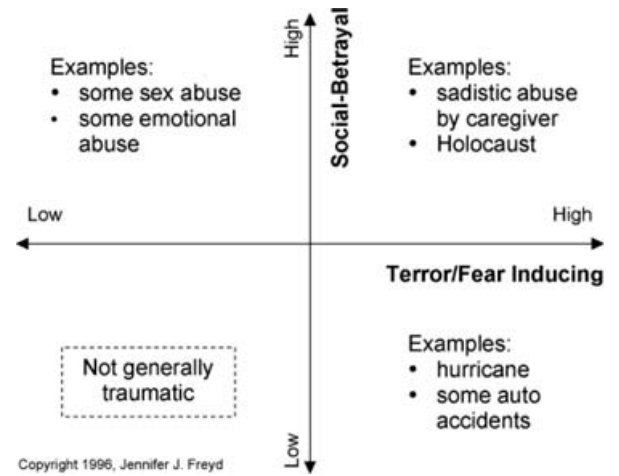 High
Social-Betrayal
Examples:
• some sex abuse
• some emotional
abuse
Examples:
• sadistic abuse
by caregiver
• Holocaust
Low
High
Terror/Fear Inducing
Not generally
traumatic
Examples:
• hurricane
• some auto
accidents
Low
Copyright 1996, Jennifer J. Freyd